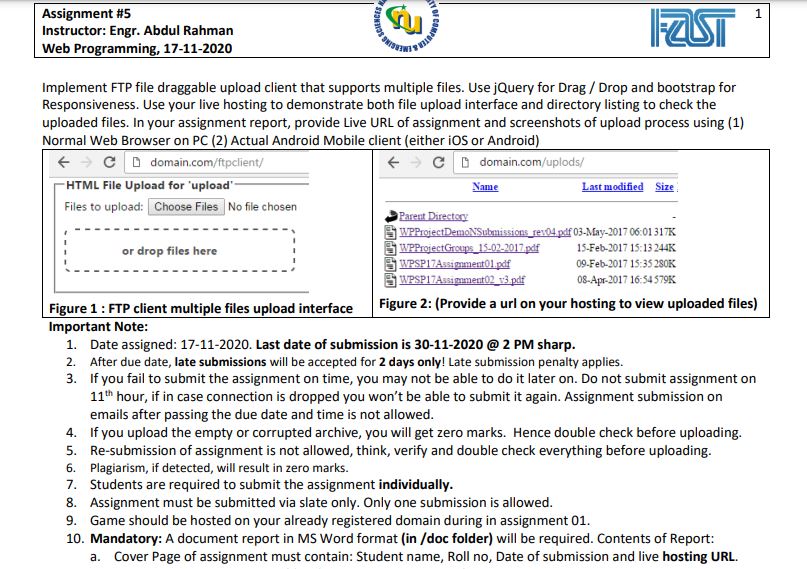 Assignment #5
Instructor: Engr. Abdul Rahman
Web Programming, 17-11-2020
1
FAST
Implement FTP file draggable upload client that supports multiple files. Use jQuery for Drag / Drop and bootstrap for
Responsiveness. Use your live hosting to demonstrate both file upload interface and directory listing to check the
uploaded files. In your assignment report, provide Live URL of assignment and screenshots of upload process using (1)
Normal Web Browser on PC (2) Actual Android Mobile client (either iOS or Android)
domain.com/ftpclient/
HTML File Upload for 'upload'
Files to upload: Choose Files No file chosen
or drop files here
Figure 1 : FTP client multiple files upload interface
domain.com/uplods/
Name Last modified Size
Parent Directory -
WPProjectDemoNSubmissions_rev04.pdf 03-May-2017 06:01 317K
WPProjectGroups_15-02-2017.pdf 15-Feb-2017 15:13 244K
WPSP17Assignment01.pdf 09-Feb-2017 15:35 280K
WPSP17Assignment02_v3.pdf 08-Apr-2017 16:54 579K
Figure 2: (Provide a url on your hosting to view uploaded files)
Important Note:
1. Date assigned: 17-11-2020. Last date of submission is 30-11-2020 @ 2 PM sharp.
2. After due date, late submissions will be accepted for 2 days only! Late submission penalty applies.
3. If you fail to submit the assignment on time, you may not be able to do it later on. Do not submit assignment on
11th hour, if in case connection is dropped you won't be able to submit it again. Assignment submission on
emails after passing the due date and time is not allowed.
4. If you upload the empty or corrupted archive, you will get zero marks. Hence double check before uploading.
5. Re-submission of assignment is not allowed, think, verify and double check everything before uploading.
6. Plagiarism, if detected, will result in zero marks.
7. Students are required to submit the assignment individually.
8. Assignment must be submitted via slate only. Only one submission is allowed.
9. Game should be hosted on your already registered domain during in assignment 01.
10. Mandatory: A document report in MS Word format (in /doc folder) will be required. Contents of Report:
a. Cover Page of assignment must contain: Student name, Roll no, Date of submission and live hosting URL.